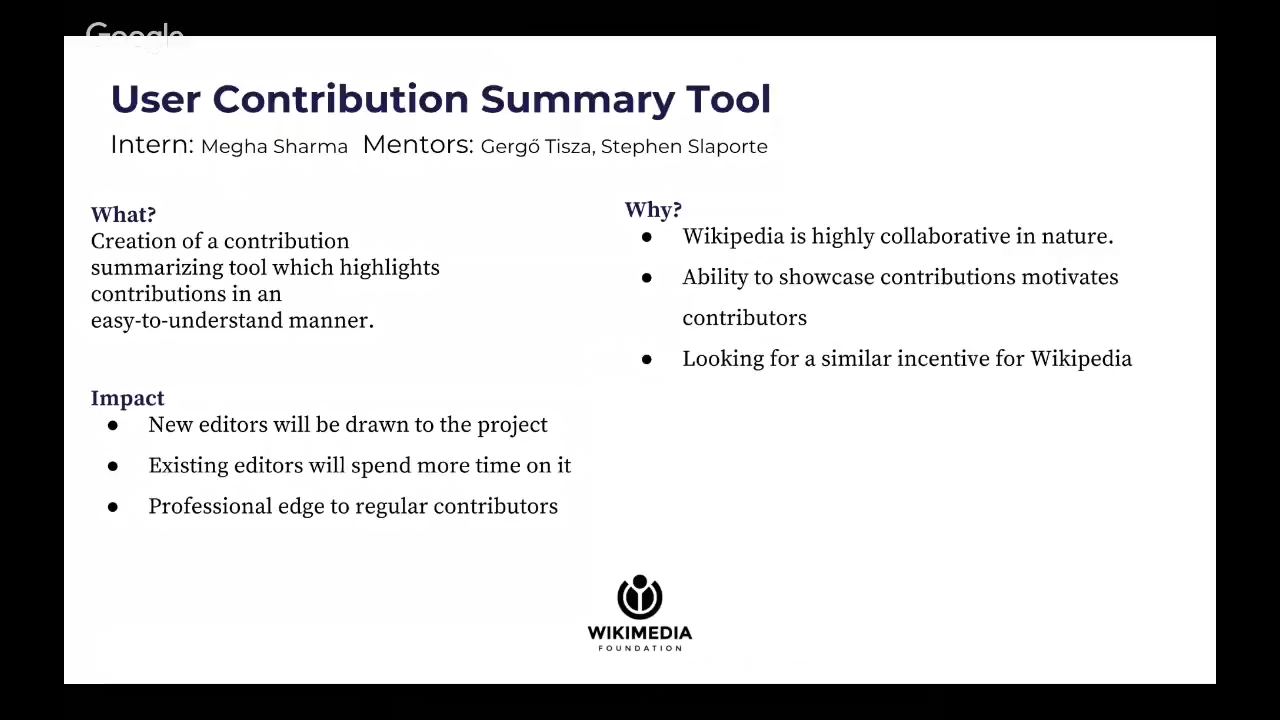 Google
User Contribution Summary Tool
Intern: Megha Sharma Mentors: Gergő Tisza, Stephen Slaporte
What?
Creation of a contribution
summarizing tool which highlights
contributions in an
easy-to-understand manner.
Why?
● Wikipedia is highly collaborative in nature.
● Ability to showcase contributions motivates
contributors
● Looking for a similar incentive for Wikipedia
Impact
● New editors will be drawn to the project
● Existing editors will spend more time on it
● Professional edge to regular contributors
WIKIMEDIA
FOUNDATION